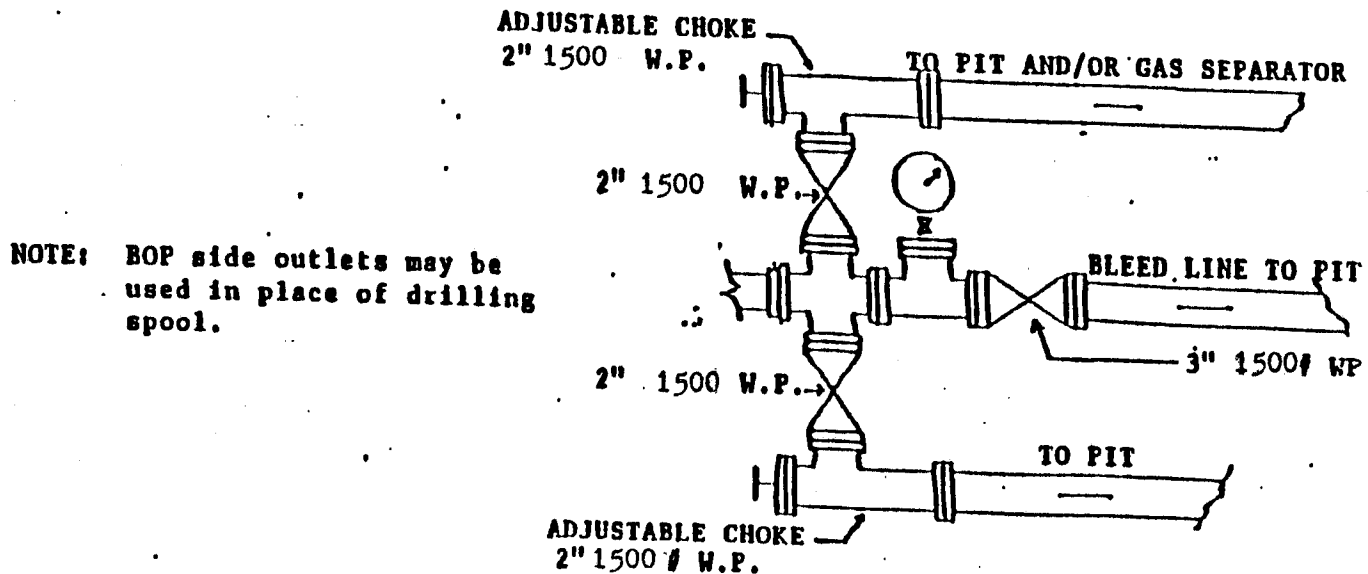 ADJUSTABLE CHOKE
2" 1500 W.P.
TO PIT AND/OR GAS SEPARATOR
2" 1500 W.P.
NOTE: BOP side outlets may be
used in place of drilling
spool.
BLEED LINE TO PIT
3" 1500# WP
2" 1500 W.P.
TO PIT
ADJUSTABLE CHOKE
2" 1500 # W.P.